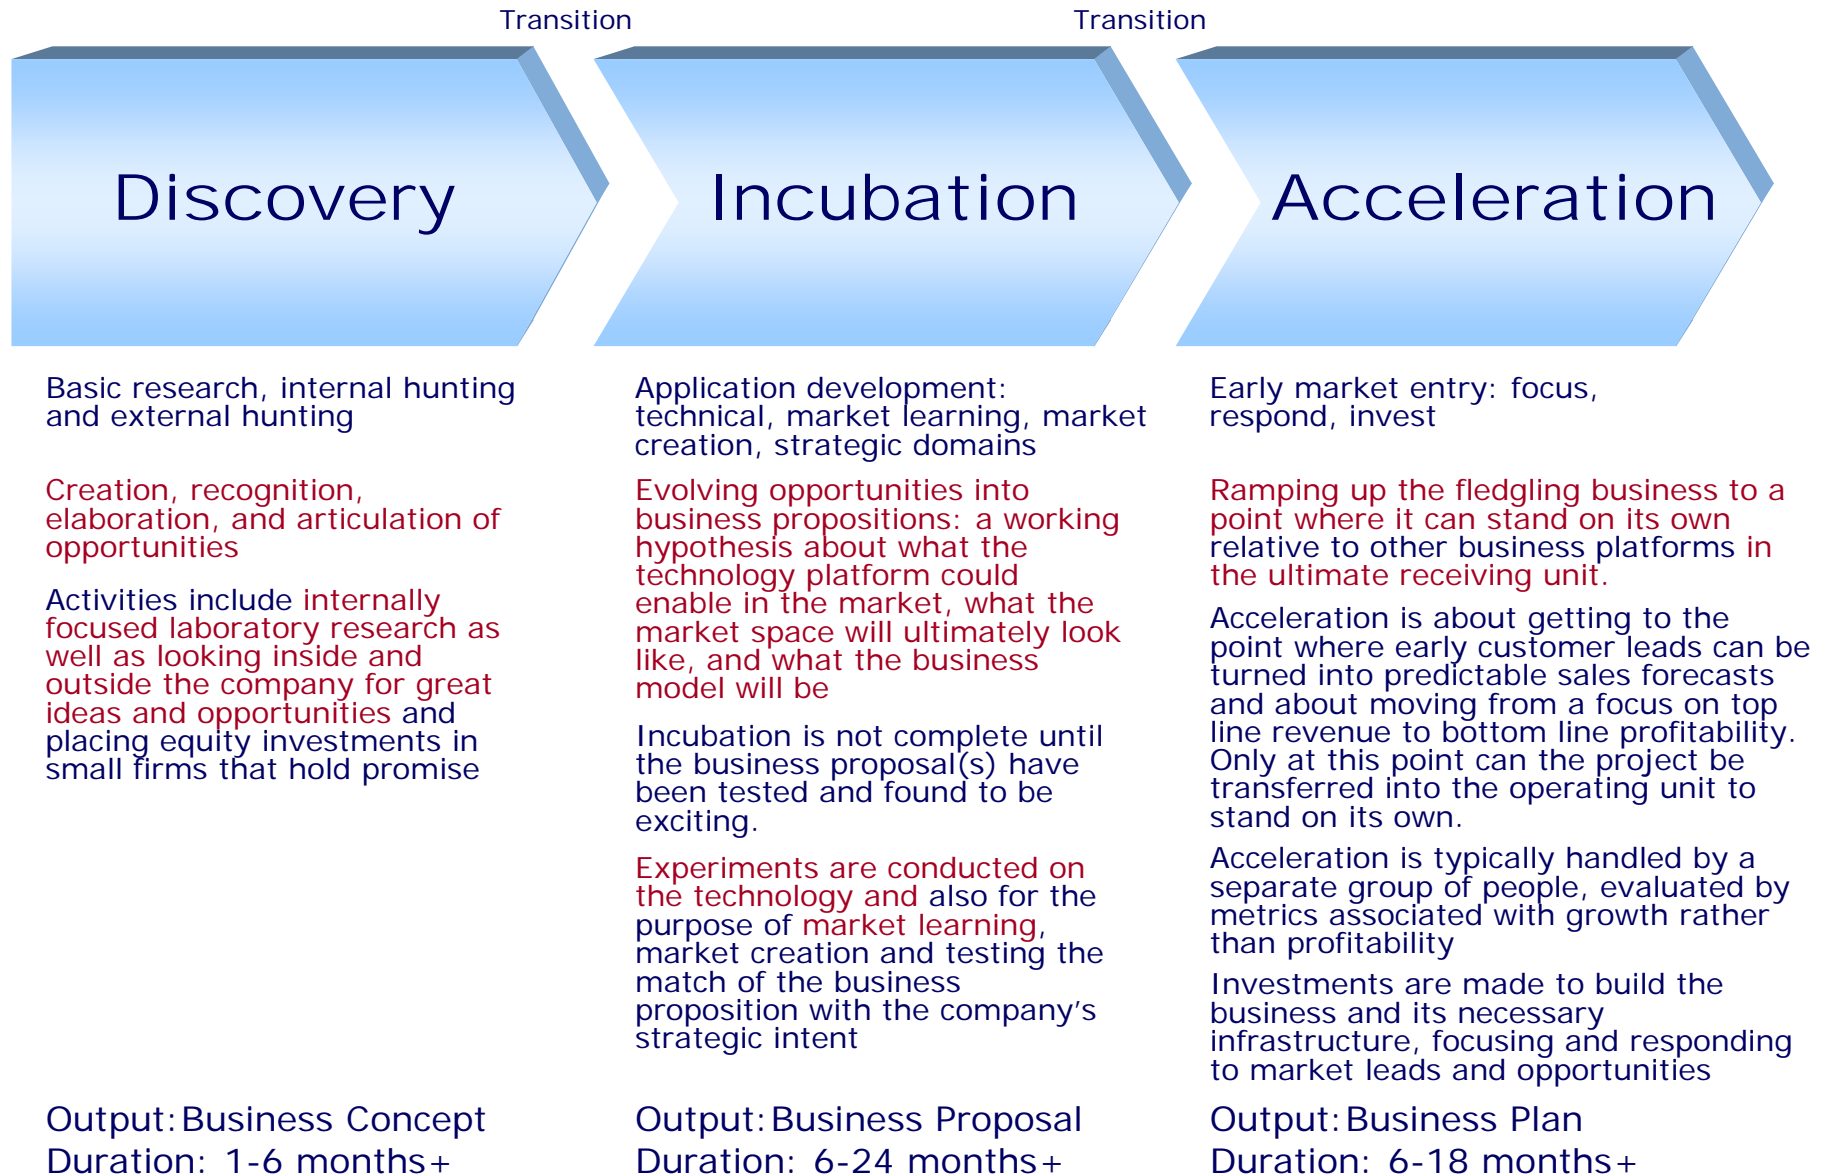 Transition
Transition
Discovery
Incubation
Acceleration
Basic research, internal hunting
and external hunting
Creation, recognition,
elaboration, and articulation of
opportunities
Activities include internally
focused laboratory research as
well as looking inside and
outside the company for great
ideas and opportunities and
placing equity investments in
small firms that hold promise
Output: Business Concept
Duration: 1-6 months+
Application development:
technical, market learning, market
creation, strategic domains
Evolving opportunities into
business propositions: a working
hypothesis about what the
technology platform could
enable in the market, what the
market space will ultimately look
like, and what the business
model will be
Incubation is not complete until
the business proposal(s) have
been tested and found to be
exciting.
Experiments are conducted on
the technology and also for the
purpose of market learning,
market creation and testing the
match of the business
proposition with the company's
strategic intent
Output: Business Proposal
Duration: 6-24 months+
Early market entry: focus,
respond, invest
Ramping up the fledgling business to a
point where it can stand on its own
relative to other business platforms in
the ultimate receiving unit.
Acceleration is about getting to the
point where early customer leads can be
turned into predictable sales forecasts
and about moving from a focus on top
line revenue to bottom line profitability.
Only at this point can the project be
transferred into the operating unit to
stand on its own.
Acceleration is typically handled by a
separate group of people, evaluated by
metrics associated with growth rather
than profitability
Investments are made to build the
business and its necessary
infrastructure, focusing and responding
to market leads and opportunities
Output: Business Plan
Duration: 6-18 months+